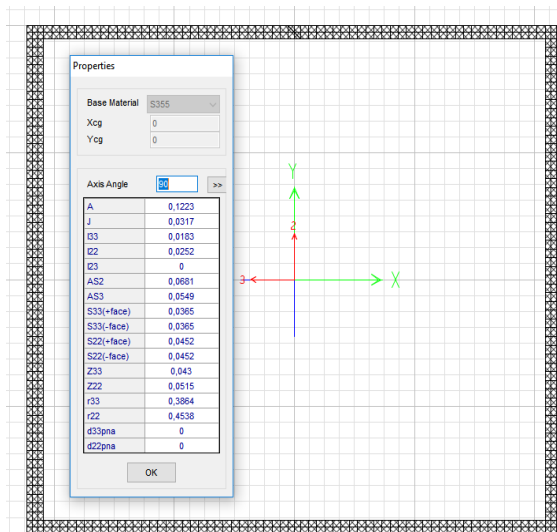 Properties
Base Material S355
Xcg 0
Ycg 0
Axis Angle 90 >>
A 0,1223
J 0,0317
I33 0,0183
I22 0,0252
I23 0
AS2 0,0681
AS3 0,0549
S33(+face) 0,0365
S33(-face) 0,0365
S22(+face) 0,0452
S22(-face) 0,0452
Z33 0,043
Z22 0,0515
r33 0,3864
r22 0,4538
d33pna 0
d22pna 0
OK
Y
2
3
X